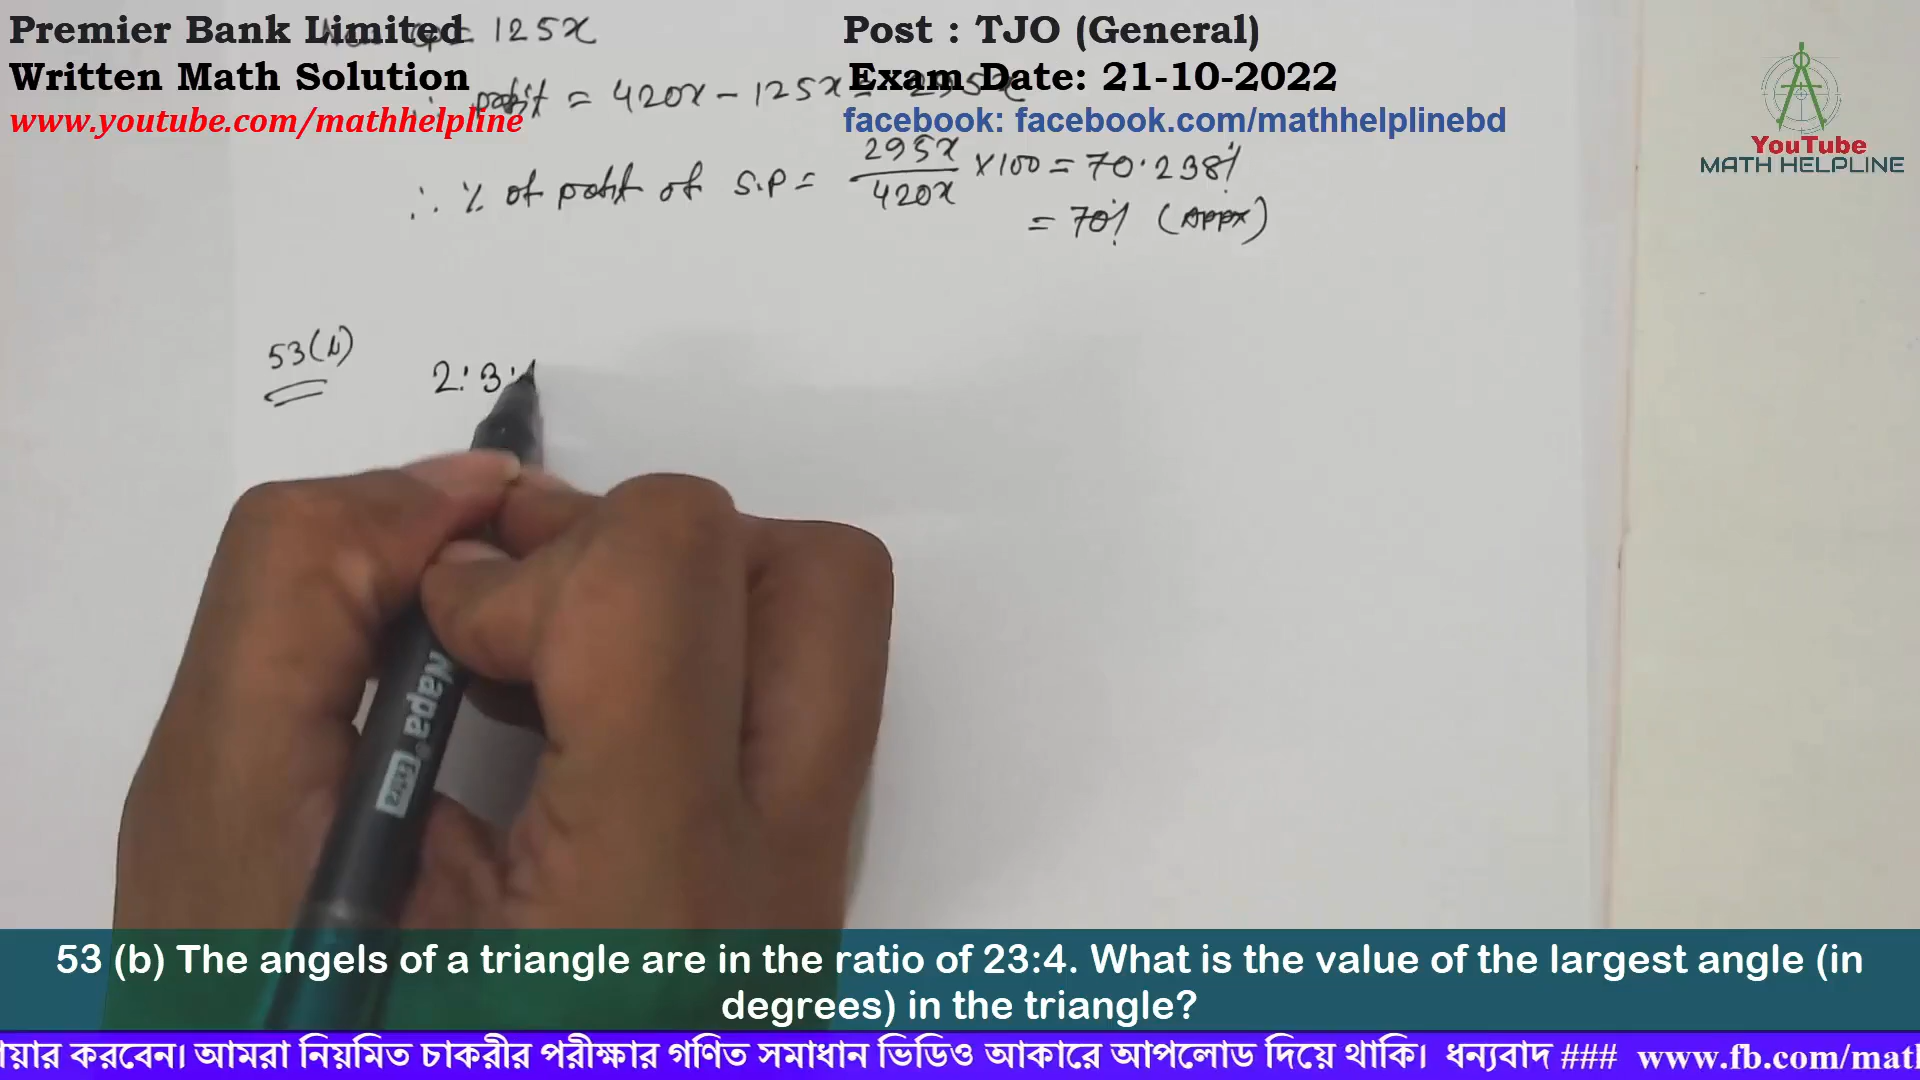 Premier Bank Limited
Written Math Solution
www.youtube.com/mathhelpline
Post : TJO (General)
Exam Date: 21-10-2022
facebook: facebook.com/mathhelplinebd
YouTube
MATH HELPLINE
= 125x
= 420x - 125x = 295x
∴ % of profit of S.P = 295x/420x × 100 = 70.238%
= 70% (Appx)
53(b)
2:3:4
Napa® Extra
53 (b) The angels of a triangle are in the ratio of 23:4. What is the value of the largest angle (in
degrees) in the triangle?
য়ার করবেন। আমরা নিয়মিত চাকরীর পরীক্ষার গণিত সমাধান ভিডিও আকারে আপলোড দিয়ে থাকি। ধন্যবাদ ### www.fb.com/mat